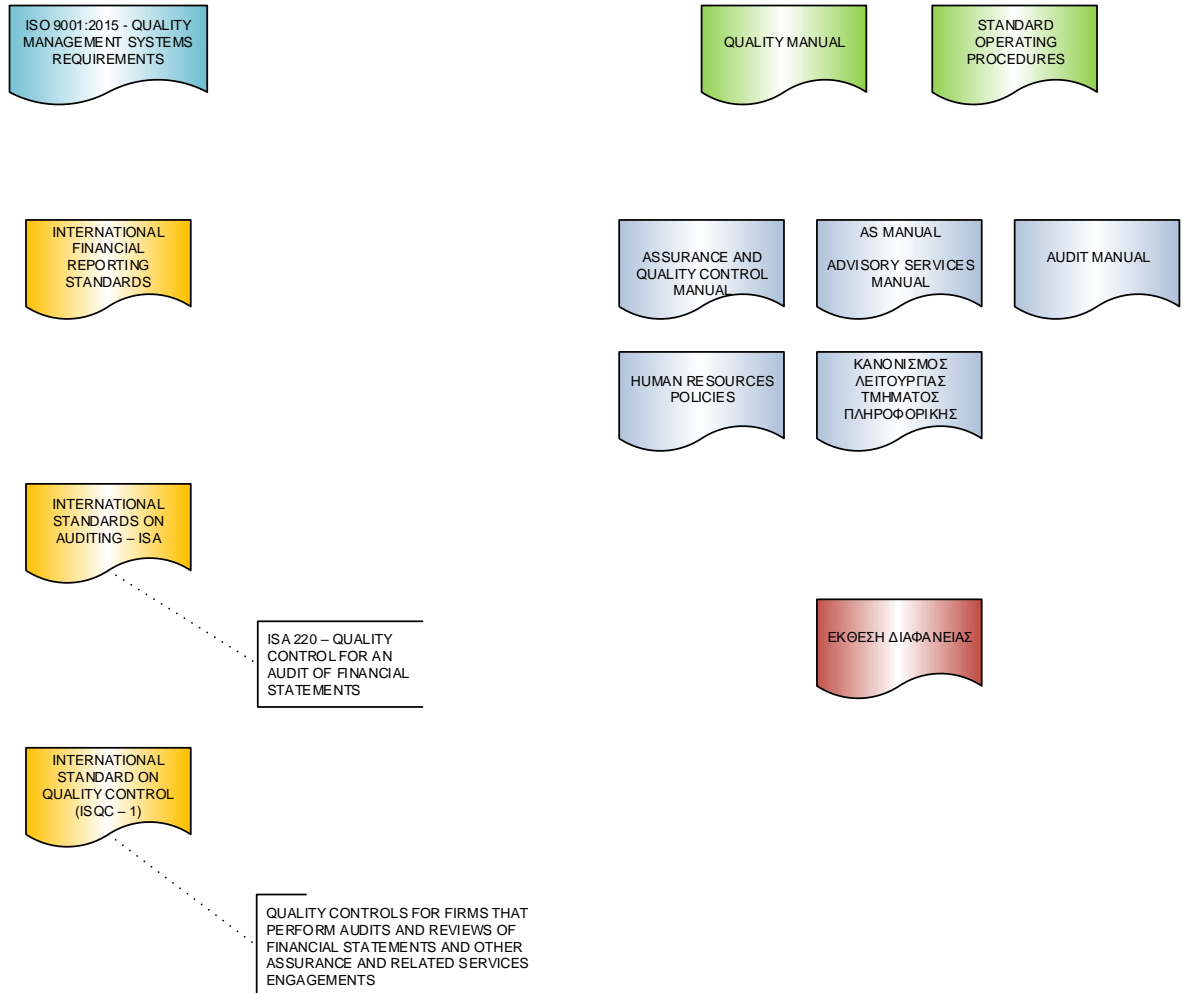 ISO 9001:2015 - QUALITY
MANAGEMENT SYSTEMS
REQUIREMENTS
QUALITY MANUAL
STANDARD
OPERATING
PROCEDURES
INTERNATIONAL
FINANCIAL
REPORTING
STANDARDS
ASSURANCE AND
QUALITY CONTROL
MANUAL
AS MANUAL
ADVISORY SERVICES
MANUAL
AUDIT MANUAL
HUMAN RESOURCES
POLICIES
ΚΑΝΟΝΙΣΜΟΣ
ΛΕΙΤΟΥΡΓΙΑΣ
ΤΜΗΜΑΤΟΣ
ΠΛΗΡΟΦΟΡΙΚΗΣ
INTERNATIONAL
STANDARDS ON
AUDITING – ISA
ISA 220 – QUALITY
CONTROL FOR AN
AUDIT OF FINANCIAL
STATEMENTS
ΕΚΘΕΣΗ ΔΙΑΦΑΝΕΙΑΣ
INTERNATIONAL
STANDARD ON
QUALITY CONTROL
(ISQC – 1)
QUALITY CONTROLS FOR FIRMS THAT
PERFORM AUDITS AND REVIEWS OF
FINANCIAL STATEMENTS AND OTHER
ASSURANCE AND RELATED SERVICES
ENGAGEMENTS